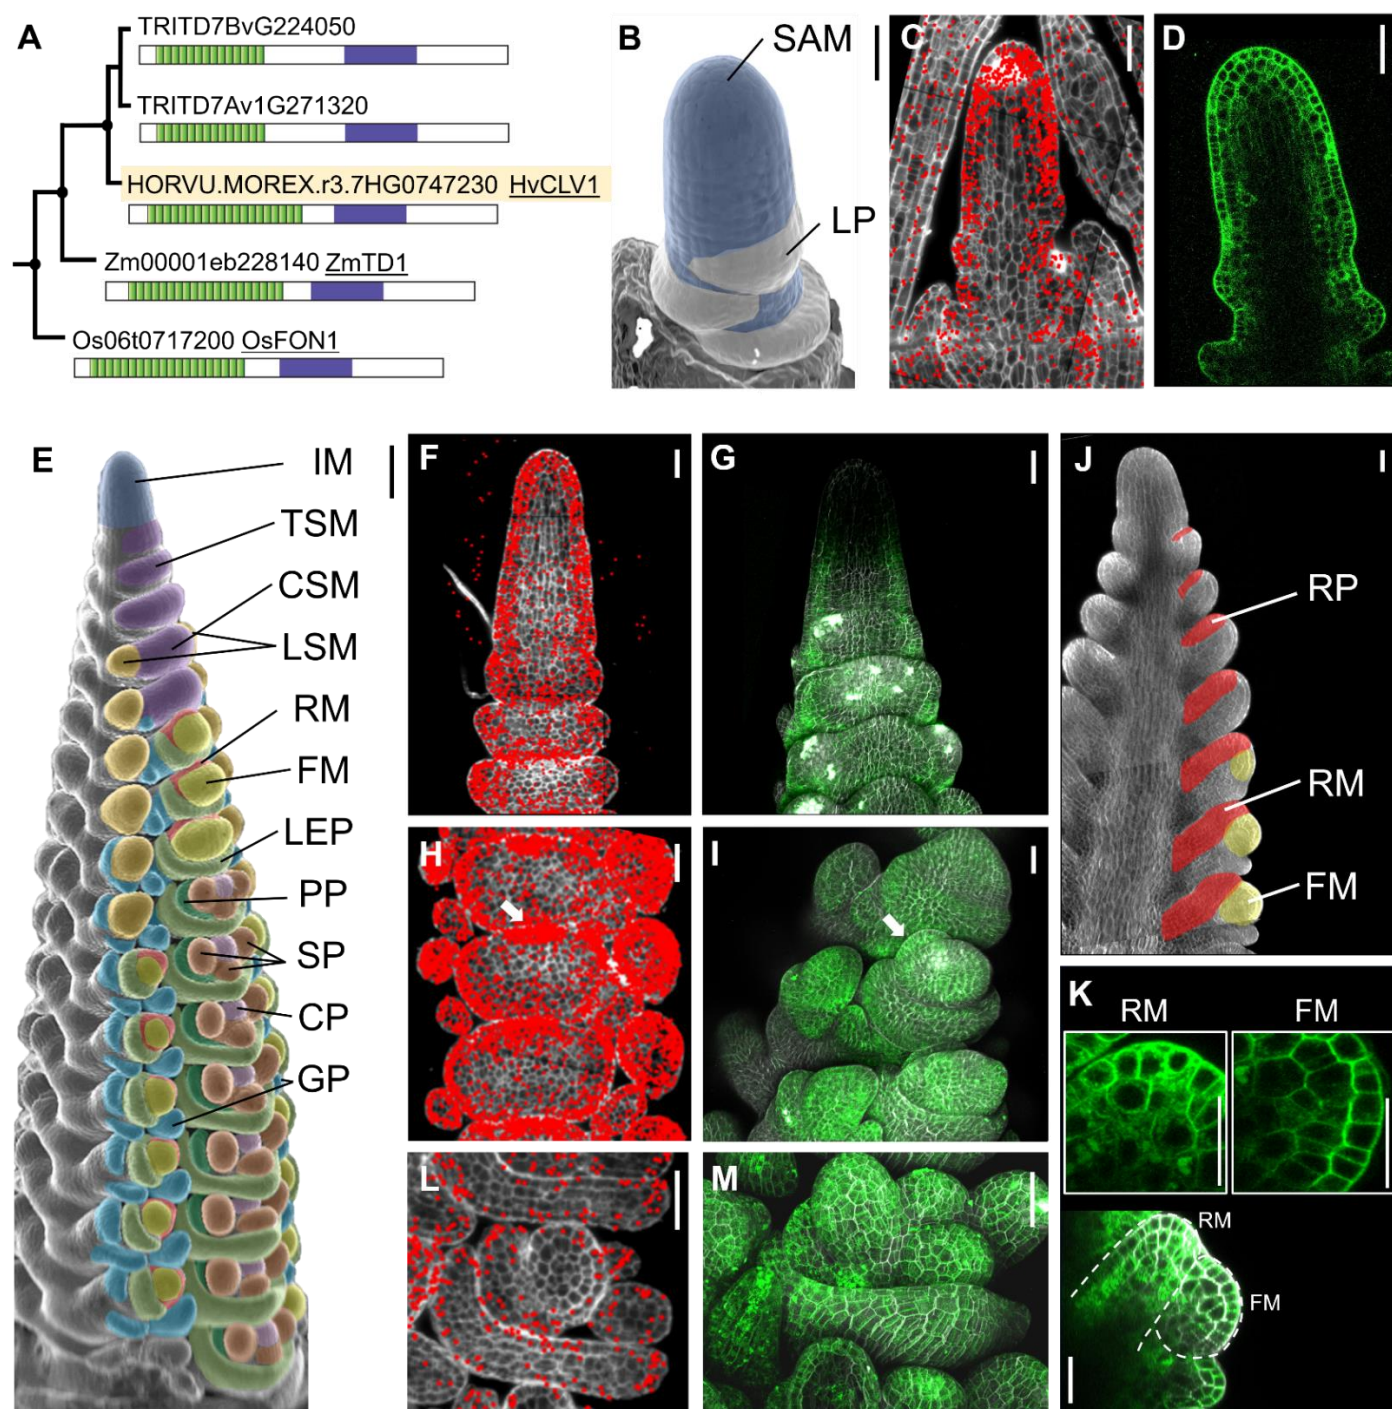 A
TRITD7BvG224050
TRITD7Av1G271320
HORVU.MOREX.r3.7HG0747230 HvCLV1
Zm00001eb228140 ZmTD1
Os06t0717200 OsFON1
B
SAM
LP
C
D
E
IM
TSM
CSM
LSM
RM
FM
LEP
PP
SP
CP
GP
F
G
H
I
J
RP
RM
FM
K
RM
FM
RM
FM
L
M